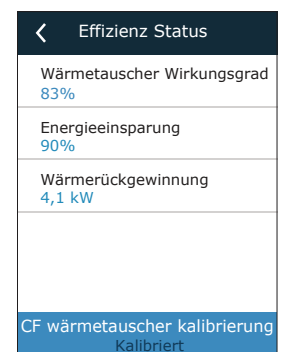 Effizienz Status
Wärmetauscher Wirkungsgrad
83%
Energieeinsparung
90%
Wärmerückgewinnung
4,1 kW
CF wärmetauscher kalibrierung
Kalibriert